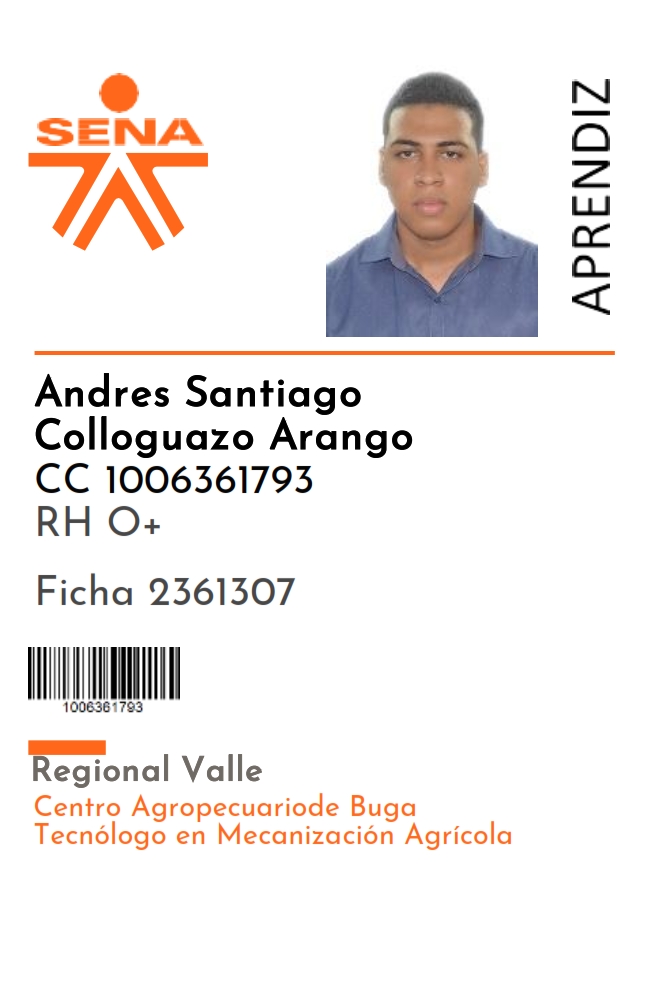 SENA
APRENDIZ
Andres Santiago
Colloguazo Arango
CC 1006361793
RH O+
Ficha 2361307
1006361793
Regional Valle
Centro Agropecuariode Buga
Tecnólogo en Mecanización Agrícola